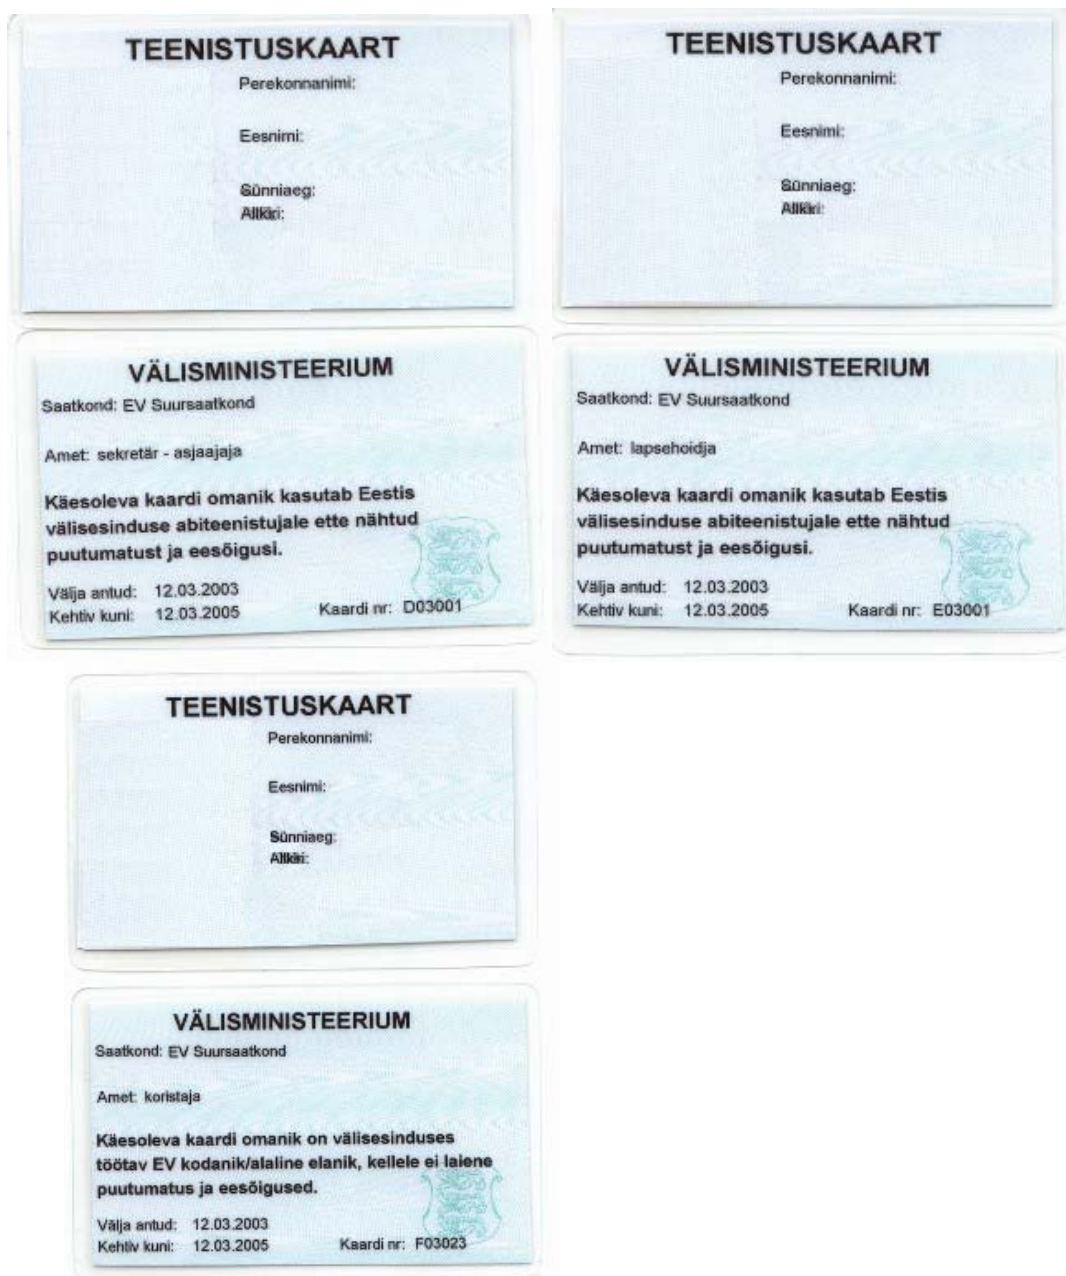 TEENISTUSKAART
Perekonnanimi:
Eesnimi:
Sünniaeg:
Allkiri:
TEENISTUSKAART
Perekonnanimi:
Eesnimi:
Sünniaeg:
Allkiri:
VÄLISMINISTEERIUM
Saatkond: EV Suursaatkond
Amet: sekretär - asjaajaja
Käesoleva kaardi omanik kasutab Eestis
välisesinduse abiteenistujale ette nähtud
puutumatust ja eesõigusi.
Välja antud: 12.03.2003
Kehtiv kuni: 12.03.2005 Kaardi nr: D03001
VÄLISMINISTEERIUM
Saatkond: EV Suursaatkond
Amet: lapsehoidja
Käesoleva kaardi omanik kasutab Eestis
välisesinduse abiteenistujale ette nähtud
puutumatust ja eesõigusi.
Välja antud: 12.03.2003
Kehtiv kuni: 12.03.2005 Kaardi nr: E03001
TEENISTUSKAART
Perekonnanimi:
Eesnimi:
Sünniaeg:
Allkiri:
VÄLISMINISTEERIUM
Saatkond: EV Suursaatkond
Amet: koristaja
Käesoleva kaardi omanik on välisesinduses
töötav EV kodanik/alaline elanik, kellele ei laiene
puutumatus ja eesõigused.
Välja antud: 12.03.2003
Kehtiv kuni: 12.03.2005 Kaardi nr: F03023